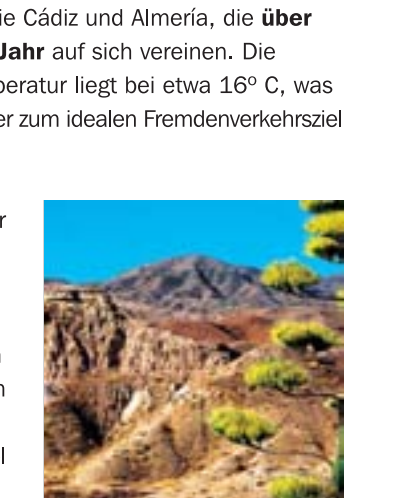 ie Cádiz und Almería, die über
Jahr auf sich vereinen. Die
peratur liegt bei etwa 16º C, was
er zum idealen Fremdenverkehrsziel
r
n
l